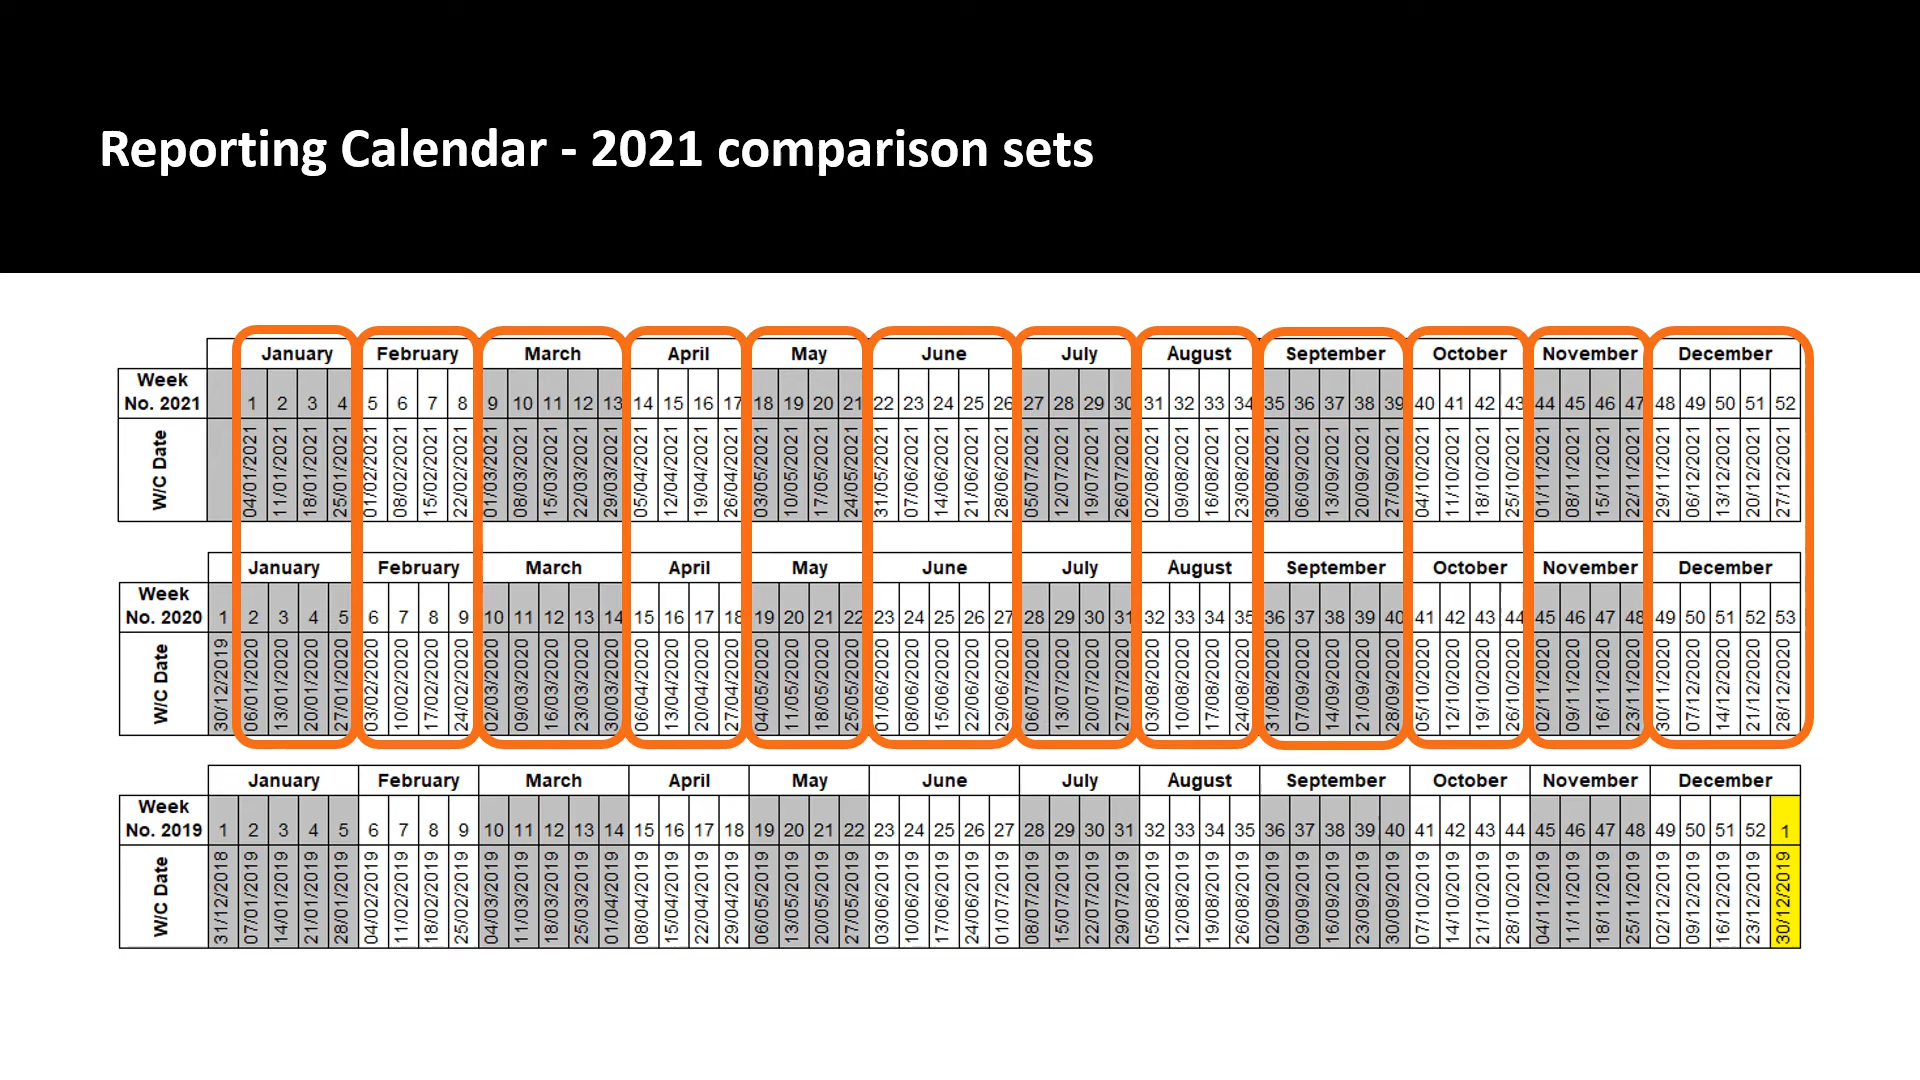 Reporting Calendar - 2021 comparison sets
January February March April May June July August September October November December
Week
No. 2021 1 2 3 4 5 6 7 8 9 10 11 12 13 14 15 16 17 18 19 20 21 22 23 24 25 26 27 28 29 30 31 32 33 34 35 36 37 38 39 40 41 42 43 44 45 46 47 48 49 50 51 52
W/C Date 04/01/2021 11/01/2021 18/01/2021 25/01/2021 01/02/2021 08/02/2021 15/02/2021 22/02/2021 01/03/2021 08/03/2021 15/03/2021 22/03/2021 29/03/2021 05/04/2021 12/04/2021 19/04/2021 26/04/2021 03/05/2021 10/05/2021 17/05/2021 24/05/2021 31/05/2021 07/06/2021 14/06/2021 21/06/2021 28/06/2021 05/07/2021 12/07/2021 19/07/2021 26/07/2021 02/08/2021 09/08/2021 16/08/2021 23/08/2021 30/08/2021 06/09/2021 13/09/2021 20/09/2021 27/09/2021 04/10/2021 11/10/2021 18/10/2021 25/10/2021 01/11/2021 08/11/2021 15/11/2021 22/11/2021 29/11/2021 06/12/2021 13/12/2021 20/12/2021 27/12/2021
January February March April May June July August September October November December
Week
No. 2020 1 2 3 4 5 6 7 8 9 10 11 12 13 14 15 16 17 18 19 20 21 22 23 24 25 26 27 28 29 30 31 32 33 34 35 36 37 38 39 40 41 42 43 44 45 46 47 48 49 50 51 52 53
W/C Date 30/12/2019 06/01/2020 13/01/2020 20/01/2020 27/01/2020 03/02/2020 10/02/2020 17/02/2020 24/02/2020 02/03/2020 09/03/2020 16/03/2020 23/03/2020 30/03/2020 06/04/2020 13/04/2020 20/04/2020 27/04/2020 04/05/2020 11/05/2020 18/05/2020 25/05/2020 01/06/2020 08/06/2020 15/06/2020 22/06/2020 29/06/2020 06/07/2020 13/07/2020 20/07/2020 27/07/2020 03/08/2020 10/08/2020 17/08/2020 24/08/2020 31/08/2020 07/09/2020 14/09/2020 21/09/2020 28/09/2020 05/10/2020 12/10/2020 19/10/2020 26/10/2020 02/11/2020 09/11/2020 16/11/2020 23/11/2020 30/11/2020 07/12/2020 14/12/2020 21/12/2020 28/12/2020
January February March April May June July August September October November December
Week
No. 2019 1 2 3 4 5 6 7 8 9 10 11 12 13 14 15 16 17 18 19 20 21 22 23 24 25 26 27 28 29 30 31 32 33 34 35 36 37 38 39 40 41 42 43 44 45 46 47 48 49 50 51 52 1
W/C Date 31/12/2018 07/01/2019 14/01/2019 21/01/2019 28/01/2019 04/02/2019 11/02/2019 18/02/2019 25/02/2019 04/03/2019 11/03/2019 18/03/2019 25/03/2019 01/04/2019 08/04/2019 15/04/2019 22/04/2019 29/04/2019 06/05/2019 13/05/2019 20/05/2019 27/05/2019 03/06/2019 10/06/2019 17/06/2019 24/06/2019 01/07/2019 08/07/2019 15/07/2019 22/07/2019 29/07/2019 05/08/2019 12/08/2019 19/08/2019 26/08/2019 02/09/2019 09/09/2019 16/09/2019 23/09/2019 30/09/2019 07/10/2019 14/10/2019 21/10/2019 28/10/2019 04/11/2019 11/11/2019 18/11/2019 25/11/2019 02/12/2019 09/12/2019 16/12/2019 23/12/2019 30/12/2019